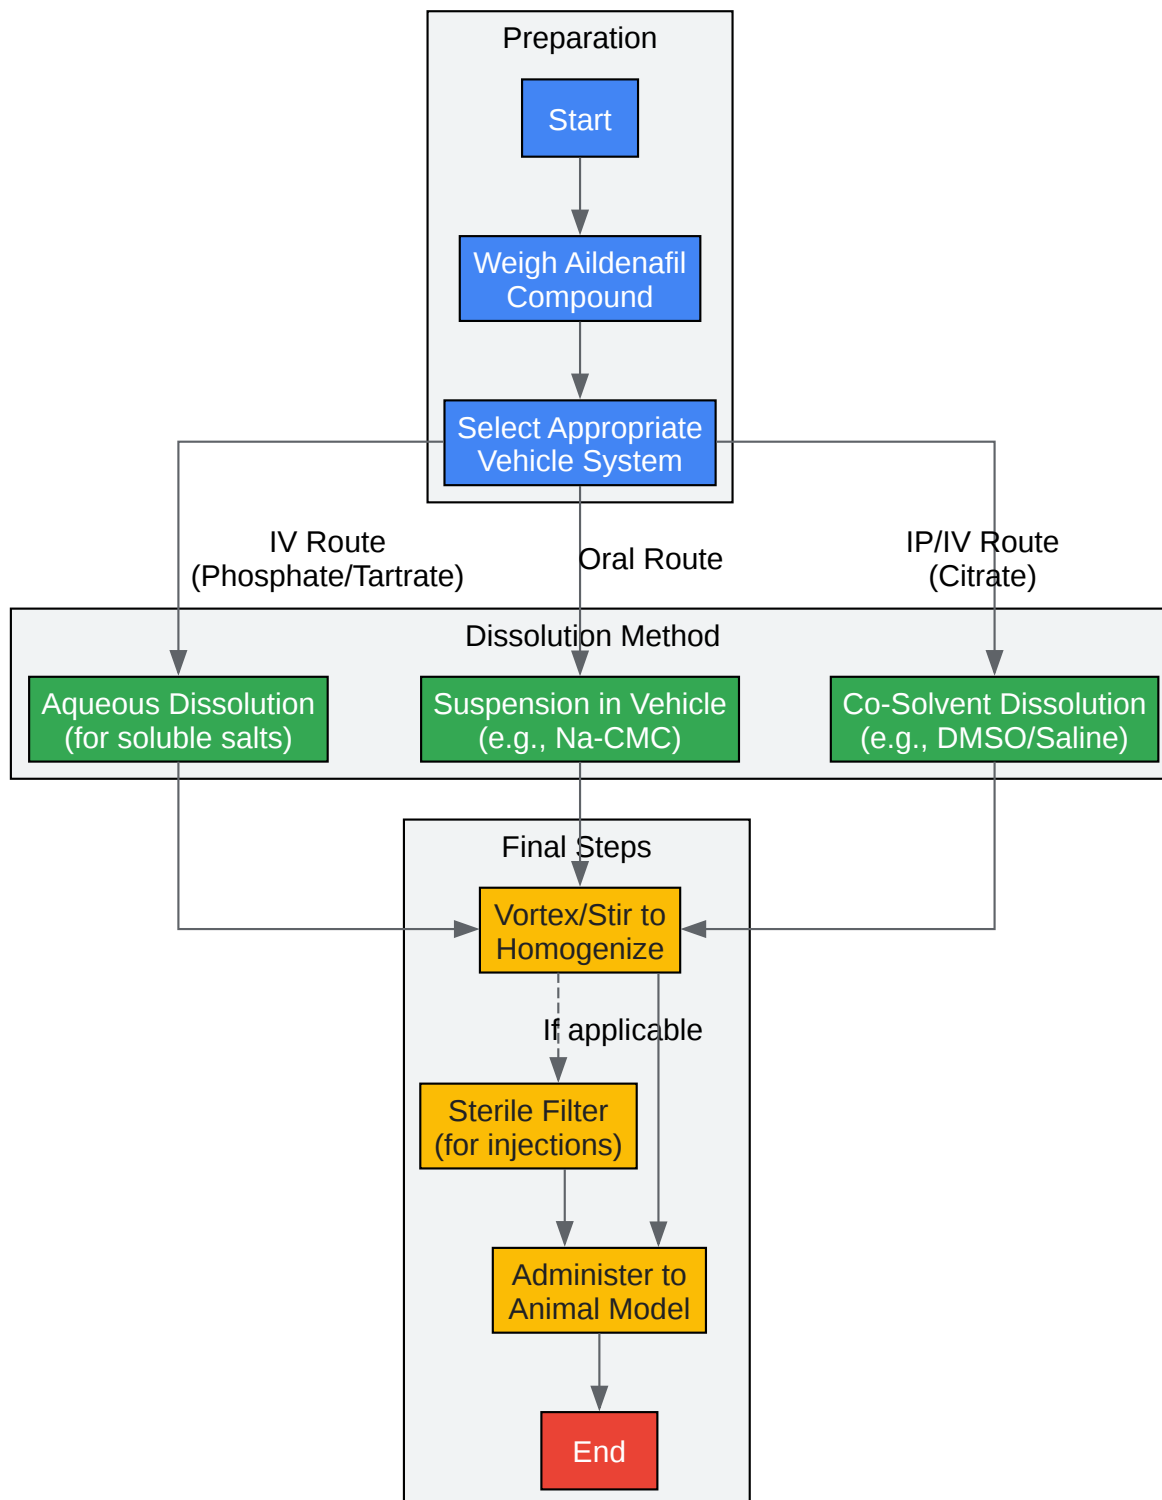 Preparation
Start
Weigh Aildenafil
Compound
Select Appropriate
Vehicle System
IV Route
(Phosphate/Tartrate)
Oral Route
IP/IV Route
(Citrate)
Dissolution Method
Aqueous Dissolution
(for soluble salts)
Suspension in Vehicle
(e.g., Na-CMC)
Co-Solvent Dissolution
(e.g., DMSO/Saline)
Final Steps
Vortex/Stir to
Homogenize
If applicable
Sterile Filter
(for injections)
Administer to
Animal Model
End